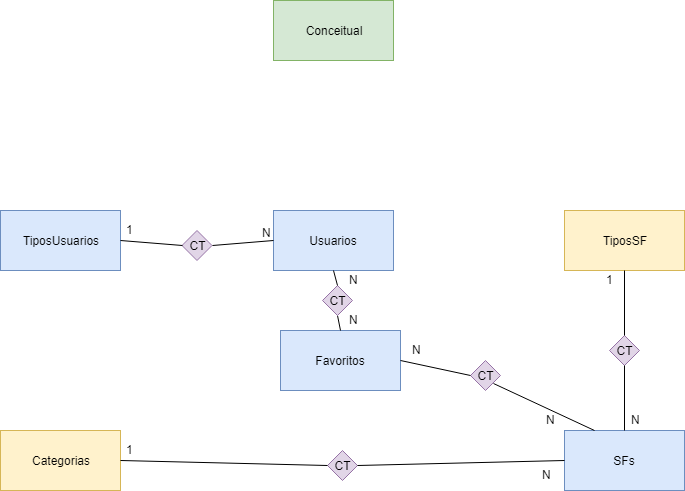 Conceitual
TiposUsuarios
1
CT
N
Usuarios
TiposSF
N
1
CT
N
Favoritos
N
CT
N
CT
N
Categorias
1
CT
N
SFs